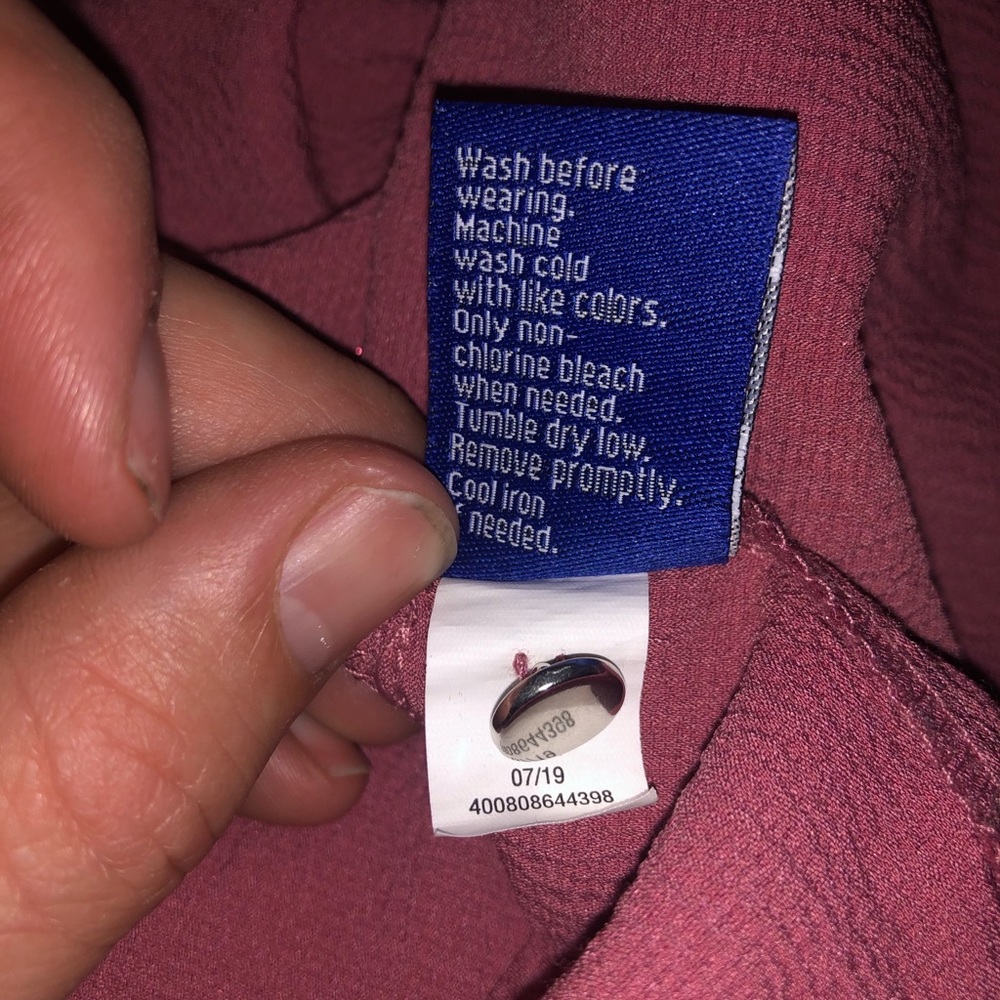 Wash before
wearing.
Machine
wash cold
with like colors.
Only non-
chlorine bleach
when needed.
Tumble dry low.
Remove promptly.
Cool iron
f needed.
07/19
400808644398